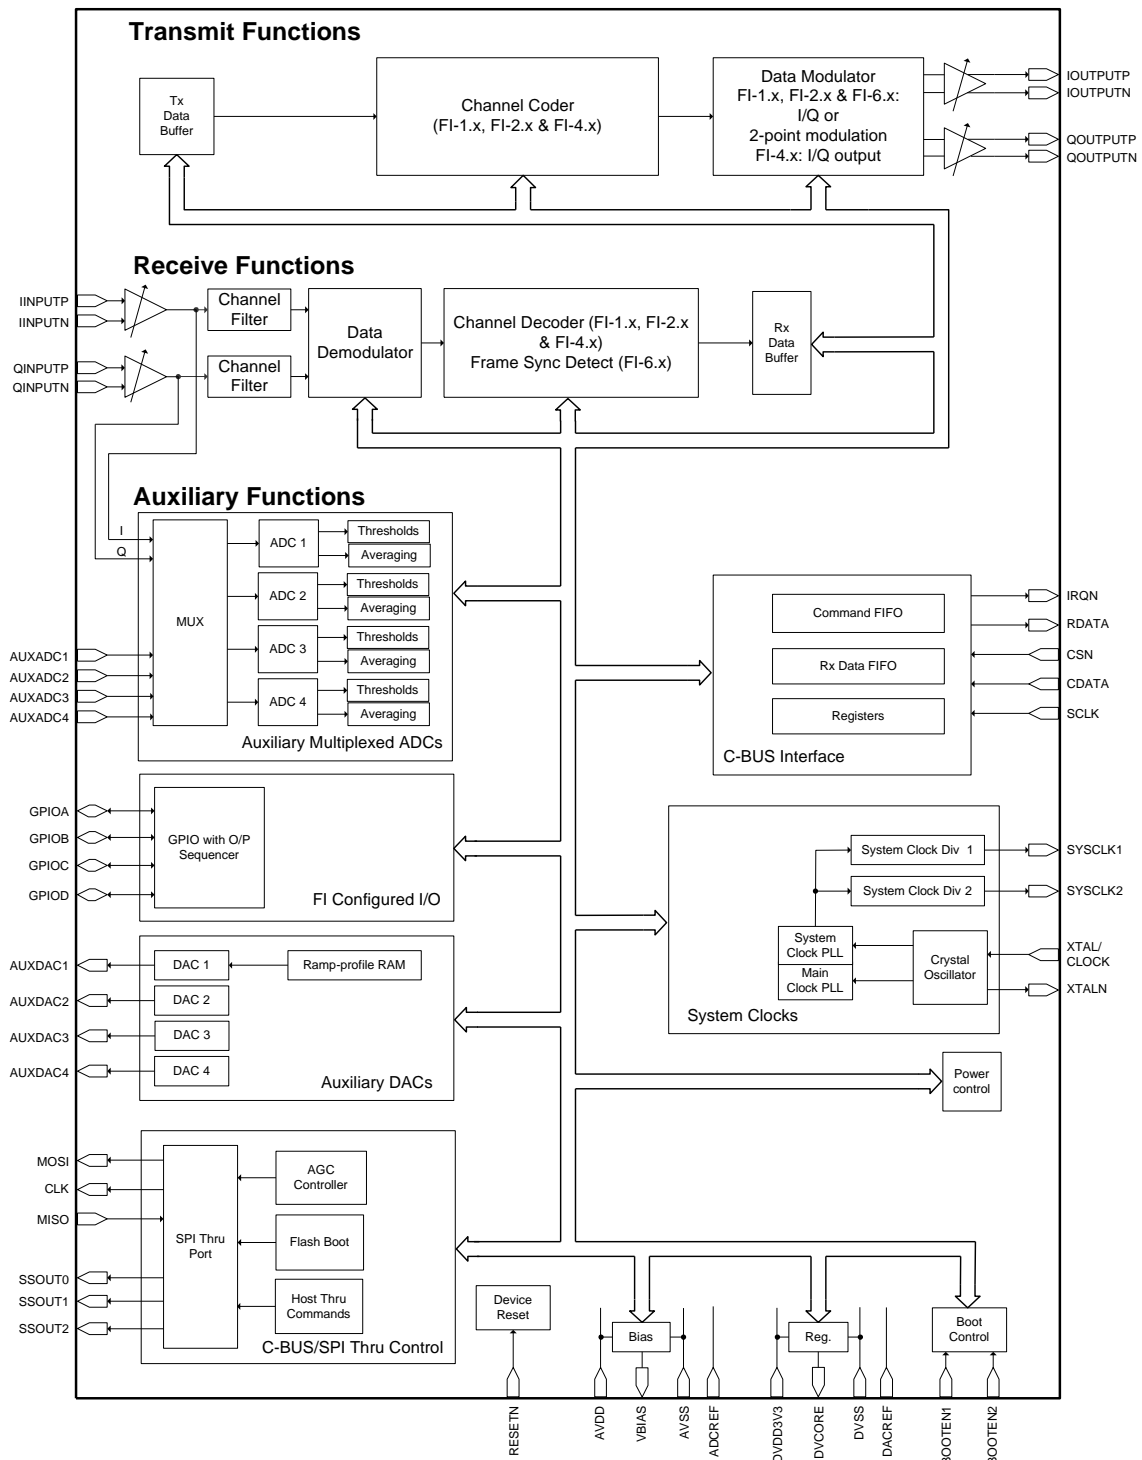 Transmit Functions
Tx
Data
Buffer
Channel Coder
(FI-1.x, FI-2.x & FI-4.x)
Data Modulator
FI-1.x, FI-2.x & FI-6.x:
I/Q or
2-point modulation
FI-4.x: I/Q output
IOUTPUTP
IOUTPUTN
QOUTPUTP
QOUTPUTN
Receive Functions
IINPUTP
IINPUTN
QINPUTP
QINPUTN
Channel
Filter
Channel
Filter
Data
Demodulator
Channel Decoder (FI-1.x, FI-2.x
& FI-4.x)
Frame Sync Detect (FI-6.x)
Rx
Data
Buffer
Auxiliary Functions
I
Q
MUX
ADC 1
Thresholds
Averaging
ADC 2
Thresholds
Averaging
ADC 3
Thresholds
Averaging
ADC 4
Thresholds
Averaging
AUXADC1
AUXADC2
AUXADC3
AUXADC4
Auxiliary Multiplexed ADCs
Command FIFO
Rx Data FIFO
Registers
C-BUS Interface
IRQN
RDATA
CSN
CDATA
SCLK
GPIOA
GPIOB
GPIOC
GPIOD
GPIO with O/P
Sequencer
FI Configured I/O
System Clock Div 1
System Clock Div 2
System
Clock PLL
Main
Clock PLL
Crystal
Oscillator
System Clocks
SYSCLK1
SYSCLK2
XTAL/
CLOCK
XTALN
AUXDAC1
AUXDAC2
AUXDAC3
AUXDAC4
DAC 1
Ramp-profile RAM
DAC 2
DAC 3
DAC 4
Auxiliary DACs
Power
control
MOSI
CLK
MISO
SSOUT0
SSOUT1
SSOUT2
SPI Thru
Port
AGC
Controller
Flash Boot
Host Thru
Commands
C-BUS/SPI Thru Control
Device
Reset
Bias
Reg.
Boot
Control
RESETN
AVDD
VBIAS
AVSS
ADCREF
DVDD3V3
DVCORE
DVSS
DACREF
BOOTEN1
BOOTEN2